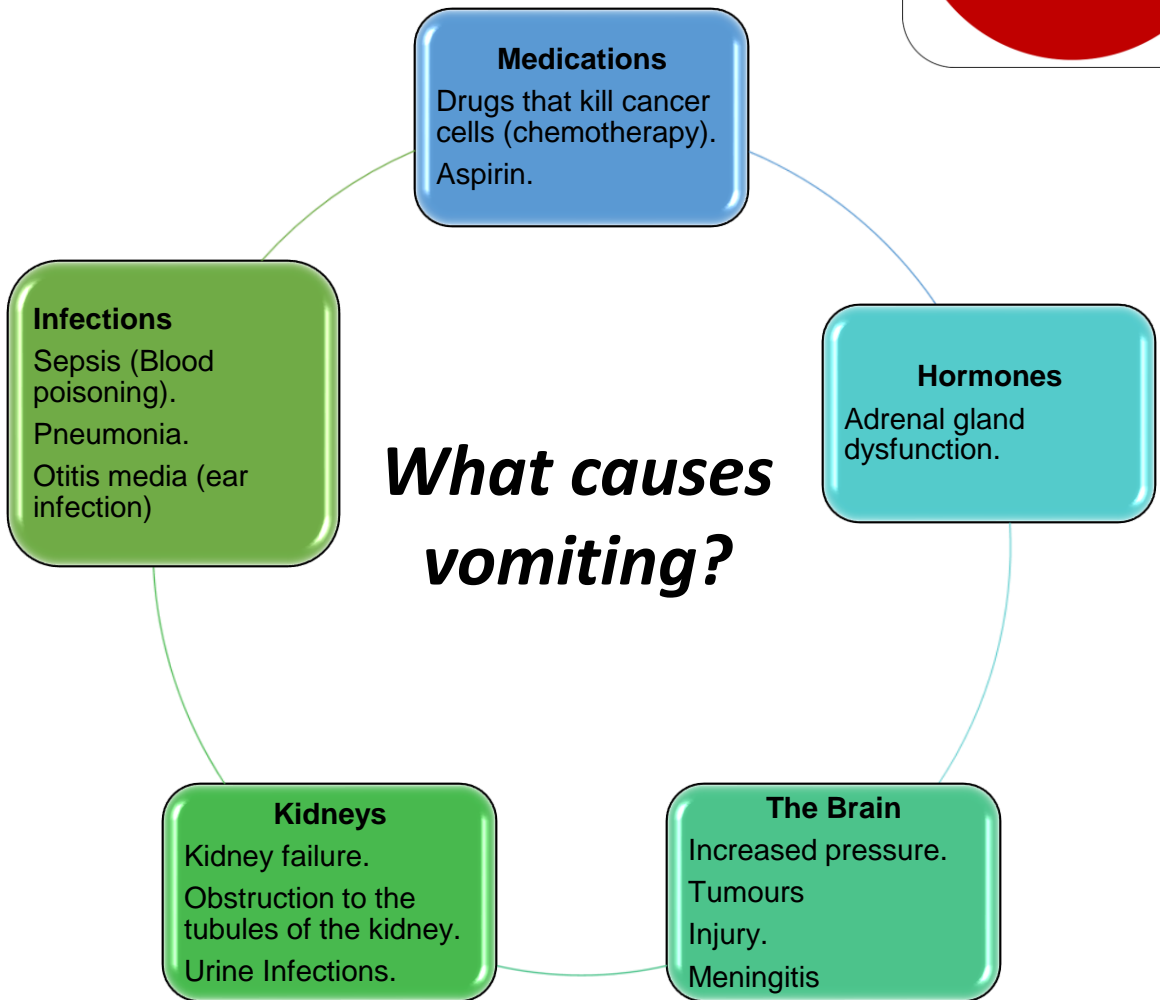 Medications
Drugs that kill cancer
cells (chemotherapy).
Aspirin.
Hormones
Adrenal gland
dysfunction.
The Brain
Increased pressure.
Tumours
Injury.
Meningitis
Kidneys
Kidney failure.
Obstruction to the
tubules of the kidney.
Urine Infections.
Infections
Sepsis (Blood
poisoning).
Pneumonia.
Otitis media (ear
infection)
What causes
vomiting?